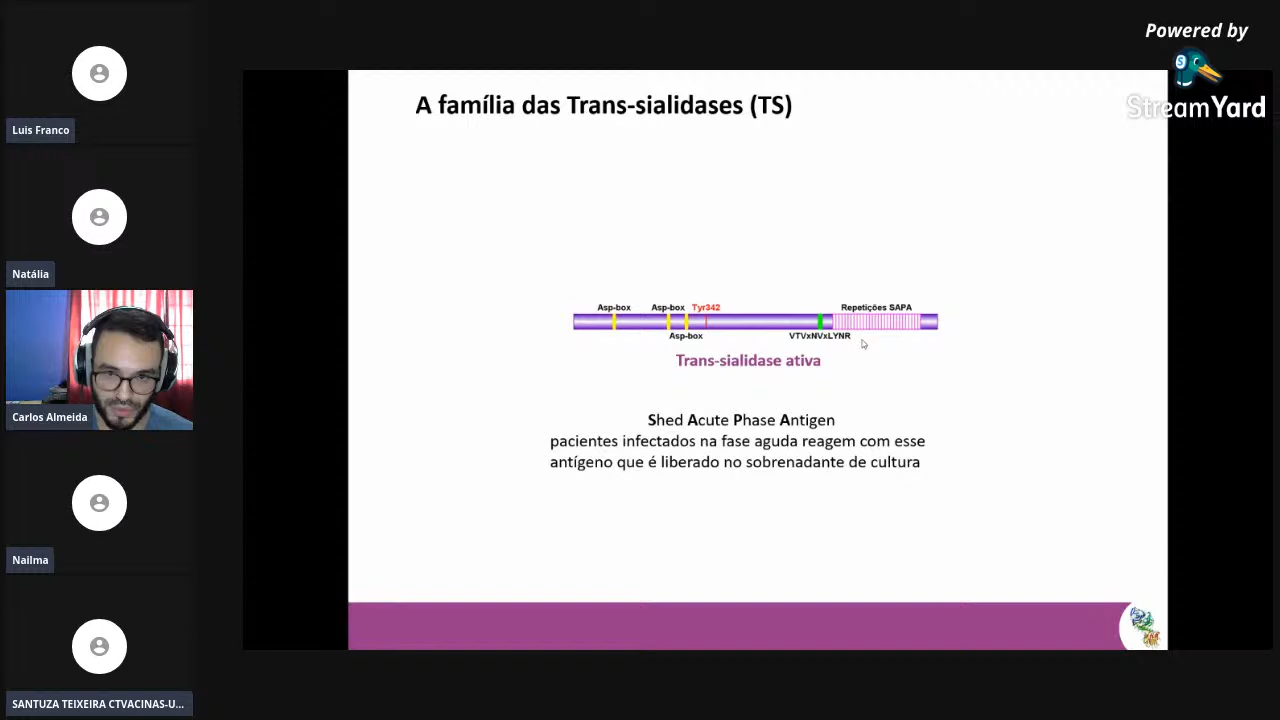 Powered by
StreamYard
Luis Franco
Natália
Carlos Almeida
Nailma
SANTUZA TEIXEIRA CTVACINAS-U...
A família das Trans-sialidases (TS)
Asp-box
Asp-box
Tyr342
Repetições SAPA
Asp-box
VTVxNVxLYNR
Trans-sialidase ativa
Shed Acute Phase Antigen
pacientes infectados na fase aguda reagem com esse
antígeno que é liberado no sobrenadante de cultura